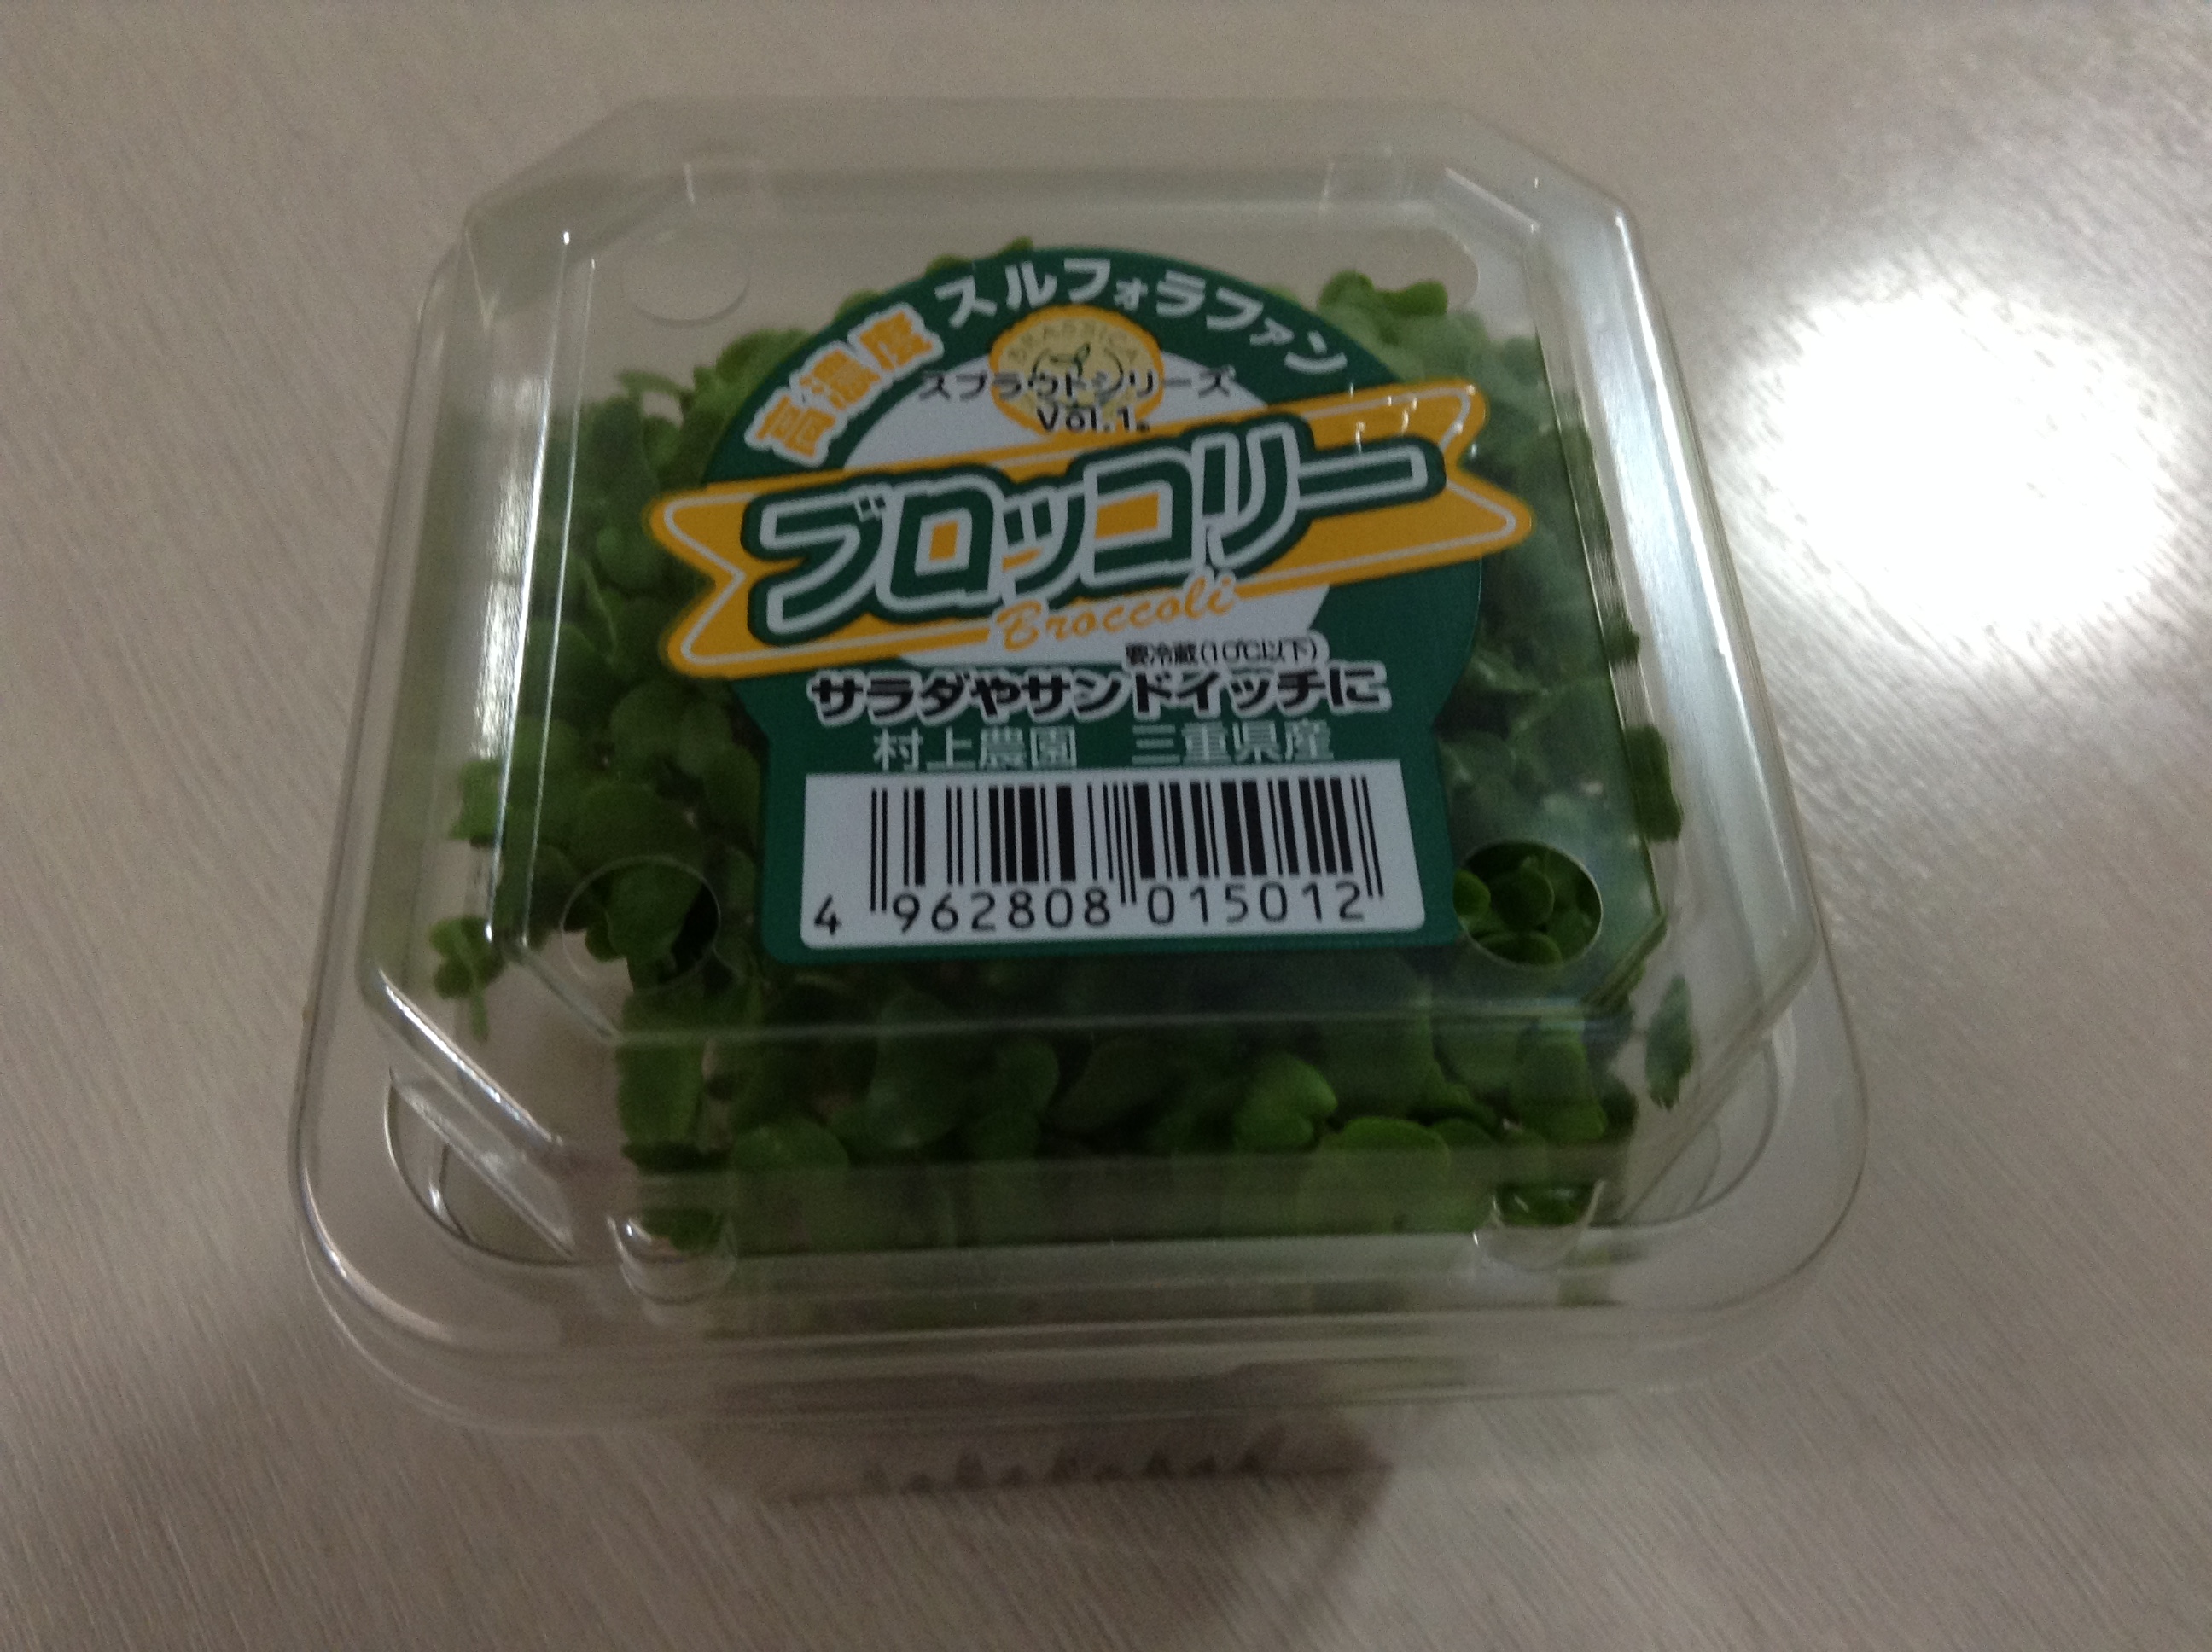 高濃度 スルフォラファン
BRASSICA
スプラウトシリーズ
Vol.1.
ブロッコリー
Broccoli
要冷蔵(10℃以下)
サラダやサンドイッチに
村上農園 三重県産
4 962808 015012